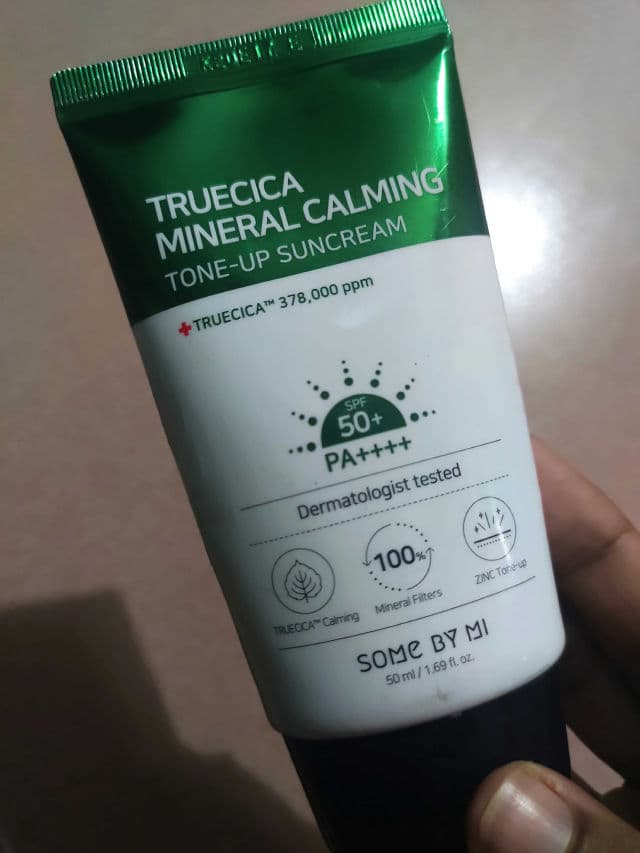 TRUECICA
MINERAL CALMING
TONE-UP SUNCREAM
TRUECICA™ 378,000 ppm
SPF
50+
PA++++
Dermatologist tested
100%
TRUECICA™ Calming
Mineral Filters
ZINC Tone-up
SOME BY MI
50 ml / 1.69 fl. oz.